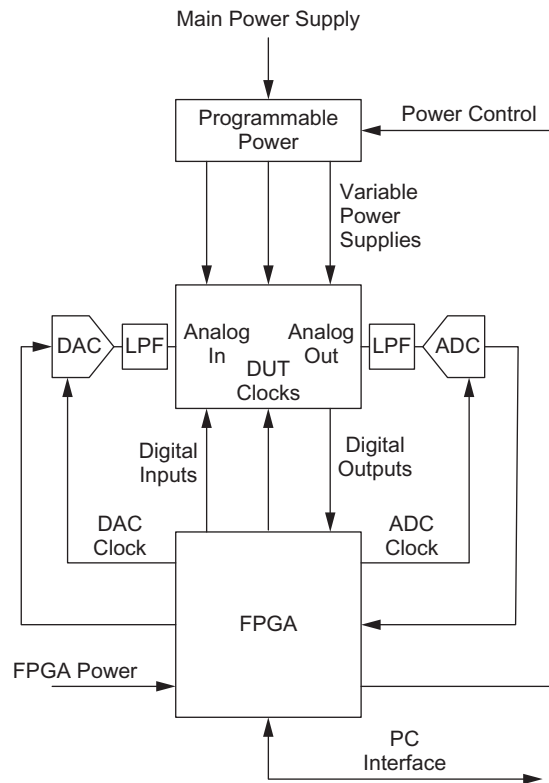 Main Power Supply
Programmable
Power
Power Control
Variable
Power
Supplies
DAC
LPF
Analog
In
Analog
Out
DUT
Clocks
LPF
ADC
Digital
Inputs
Digital
Outputs
DAC
Clock
ADC
Clock
FPGA
FPGA Power
PC
Interface